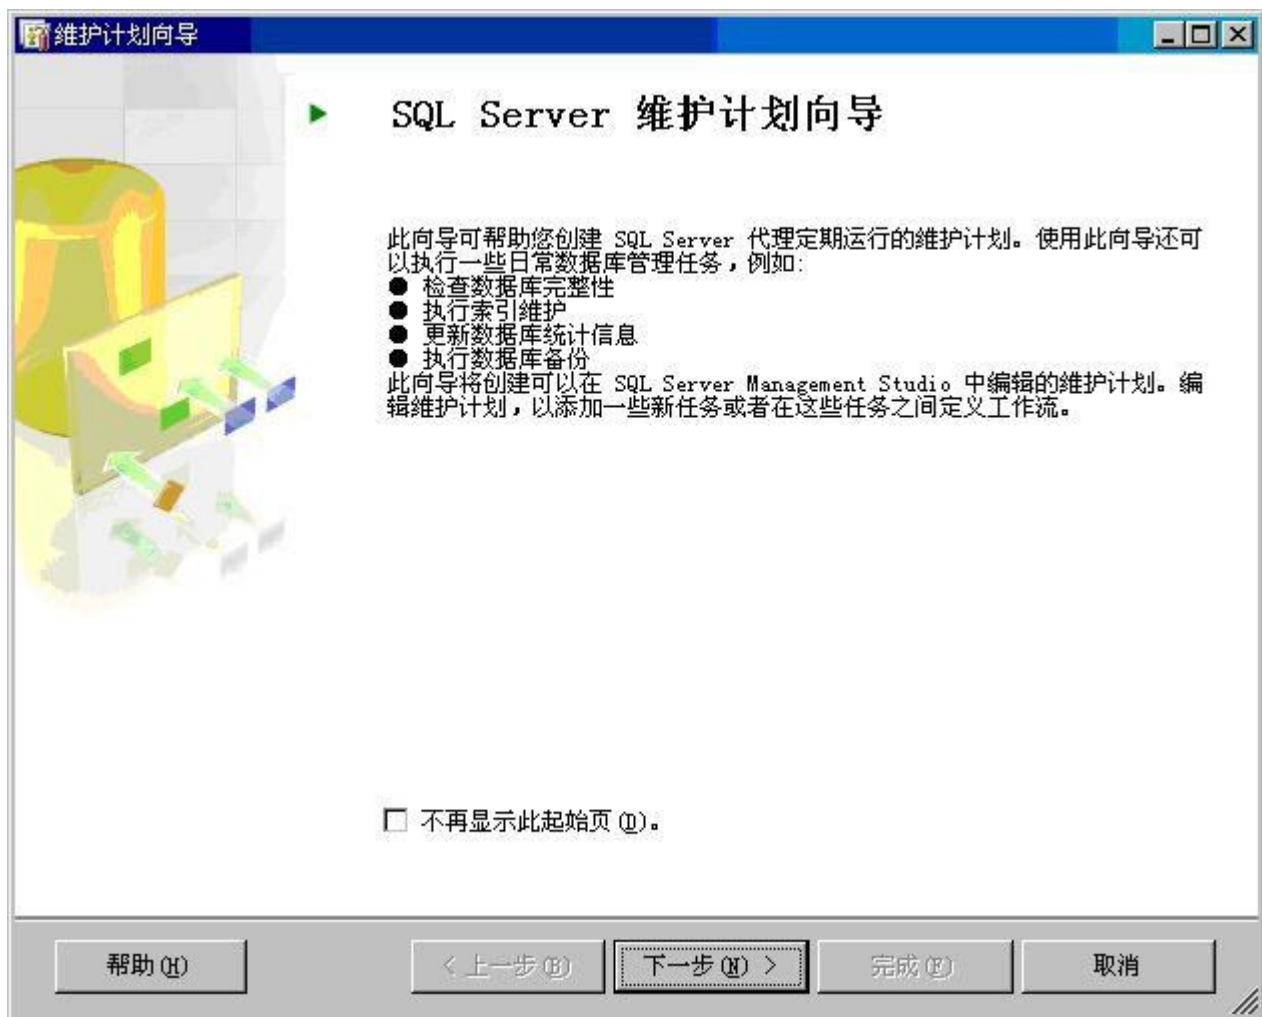 维护计划向导
SQL Server 维护计划向导
此向导可帮助您创建 SQL Server 代理定期运行的维护计划。使用此向导还可
以执行一些日常数据库管理任务，例如:
● 检查数据库完整性
● 执行索引维护
● 更新数据库统计信息
● 执行数据库备份
此向导将创建可以在 SQL Server Management Studio 中编辑的维护计划。编
辑维护计划，以添加一些新任务或者在这些任务之间定义工作流。
不再显示此起始页(D)。
帮助(H)
< 上一步(B)
下一步(N) >
完成(F)
取消